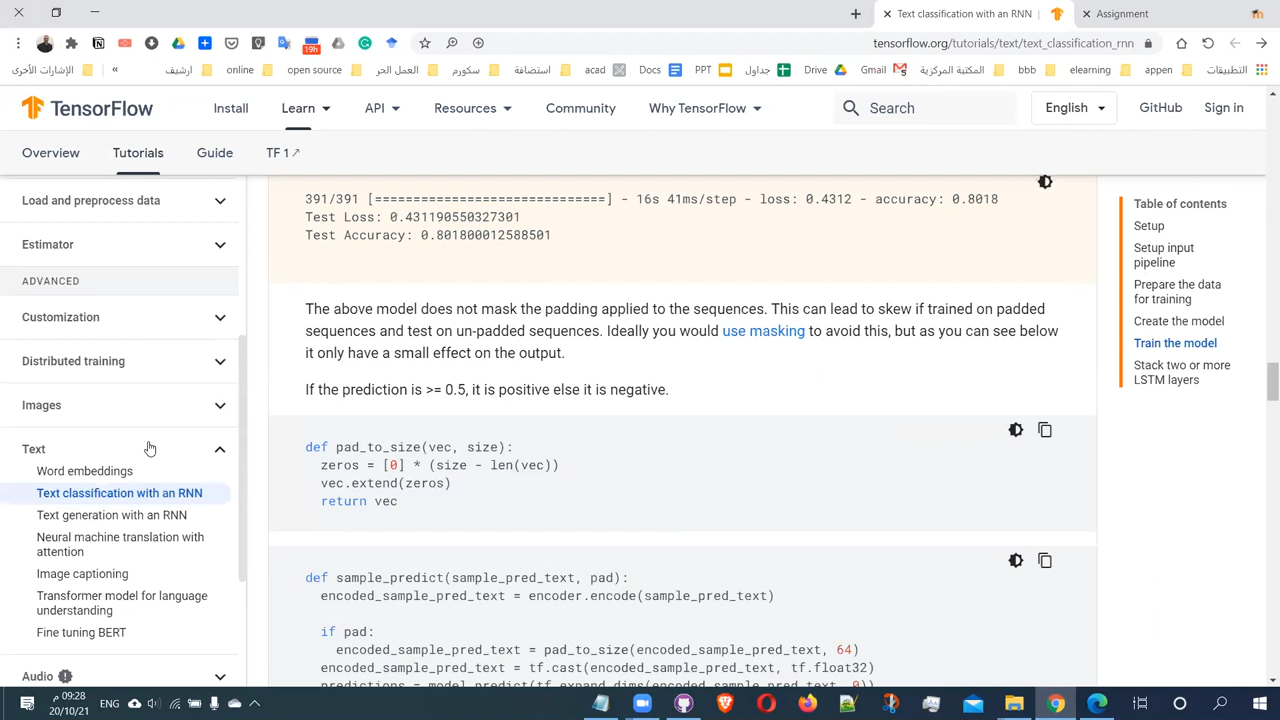 Text classification with an RNN
Assignment
19h
tensorflow.org/tutorials/text/text_classification_rnn
الإشارات الأخرى
»
ارشيف
online
open source
العمل الحر
سكورم
استضافة
acad
Docs
PPT
جداول
Drive
Gmail
المكتبة المركزية
bbb
elearning
appen
التطبيقات
TensorFlow
Install
Learn
API
Resources
Community
Why TensorFlow
Search
English
GitHub
Sign in
Overview
Tutorials
Guide
TF 1↗
Load and preprocess data
Estimator
ADVANCED
Customization
Distributed training
Images
Text
Word embeddings
Text classification with an RNN
Text generation with an RNN
Neural machine translation with
attention
Image captioning
Transformer model for language
understanding
Fine tuning BERT
Audio
391/391 [==============================] - 16s 41ms/step - loss: 0.4312 - accuracy: 0.8018
Test Loss: 0.431190550327301
Test Accuracy: 0.801800012588501
The above model does not mask the padding applied to the sequences. This can lead to skew if trained on padded
sequences and test on un-padded sequences. Ideally you would use masking to avoid this, but as you can see below
it only have a small effect on the output.
If the prediction is >= 0.5, it is positive else it is negative.
def pad_to_size(vec, size):
zeros = [0] * (size - len(vec))
vec.extend(zeros)
return vec
def sample_predict(sample_pred_text, pad):
encoded_sample_pred_text = encoder.encode(sample_pred_text)
if pad:
encoded_sample_pred_text = pad_to_size(encoded_sample_pred_text, 64)
encoded_sample_pred_text = tf.cast(encoded_sample_pred_text, tf.float32)
predictions = model.predict(tf.expand_dims(encoded_sample_pred_text, 0))
Table of contents
Setup
Setup input
pipeline
Prepare the data
for training
Create the model
Train the model
Stack two or more
LSTM layers
09:28 م
20/10/21
ENG